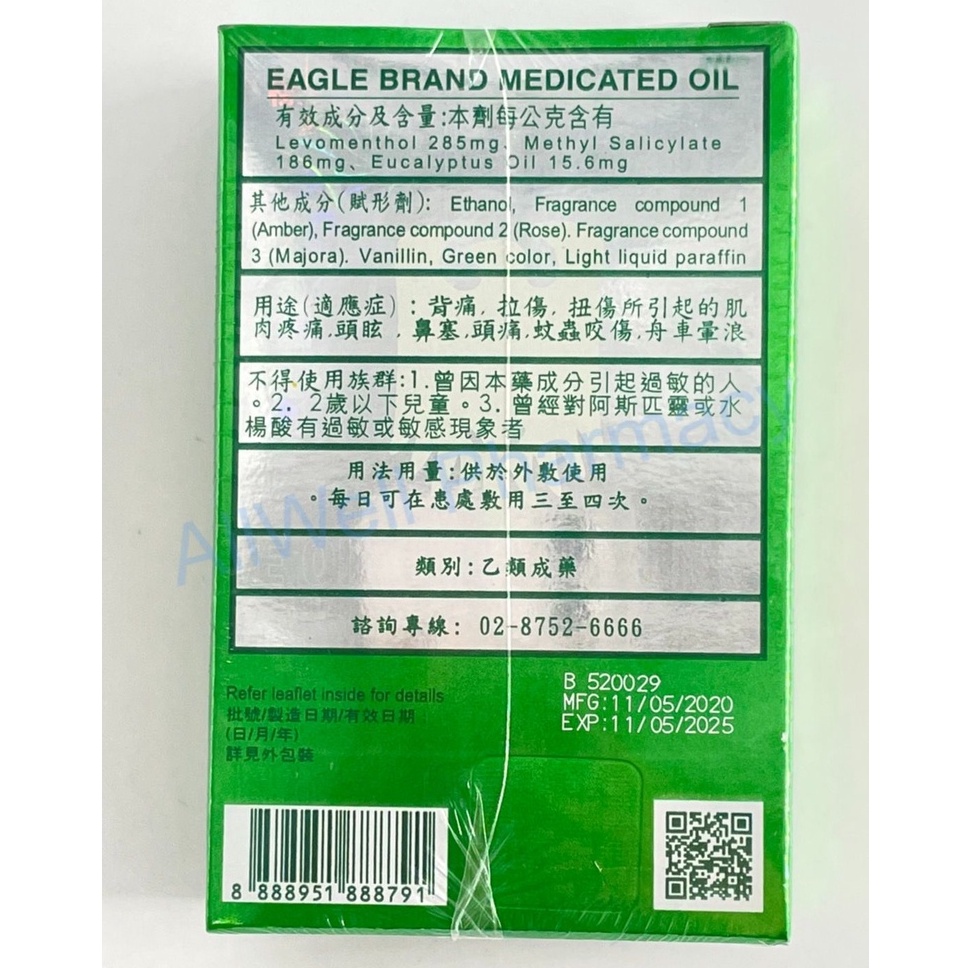 EAGLE BRAND MEDICATED OIL
有效成分及含量:本劑每公克含有
Levomenthol 285mg、Methyl Salicylate
186mg、Eucalyptus Oil 15.6mg
其他成分(賦形劑): Ethanol, Fragrance compound 1
(Amber), Fragrance compound 2 (Rose). Fragrance compound
3 (Majora). Vanillin, Green color, Light liquid paraffin
用途(適應症)：背痛, 拉傷, 扭傷所引起的肌
肉疼痛,頭眩,鼻塞,頭痛,蚊蟲咬傷,舟車暈浪
不得使用族群:1.曾因本藥成分引起過敏的人
。2. 2歲以下兒童。3. 曾經對阿斯匹靈或水
楊酸有過敏或敏感現象者
用法用量:供於外敷使用
。每日可在患處敷用三至四次。
類別:乙類成藥
諮詢專線: 02-8752-6666
Refer leaflet inside for details
批號/製造日期/有效日期
(日/月/年)
詳見外包裝
B 520029
MFG:11/05/2020
EXP:11/05/2025
8 888951 888791
AllWell Pharmacy